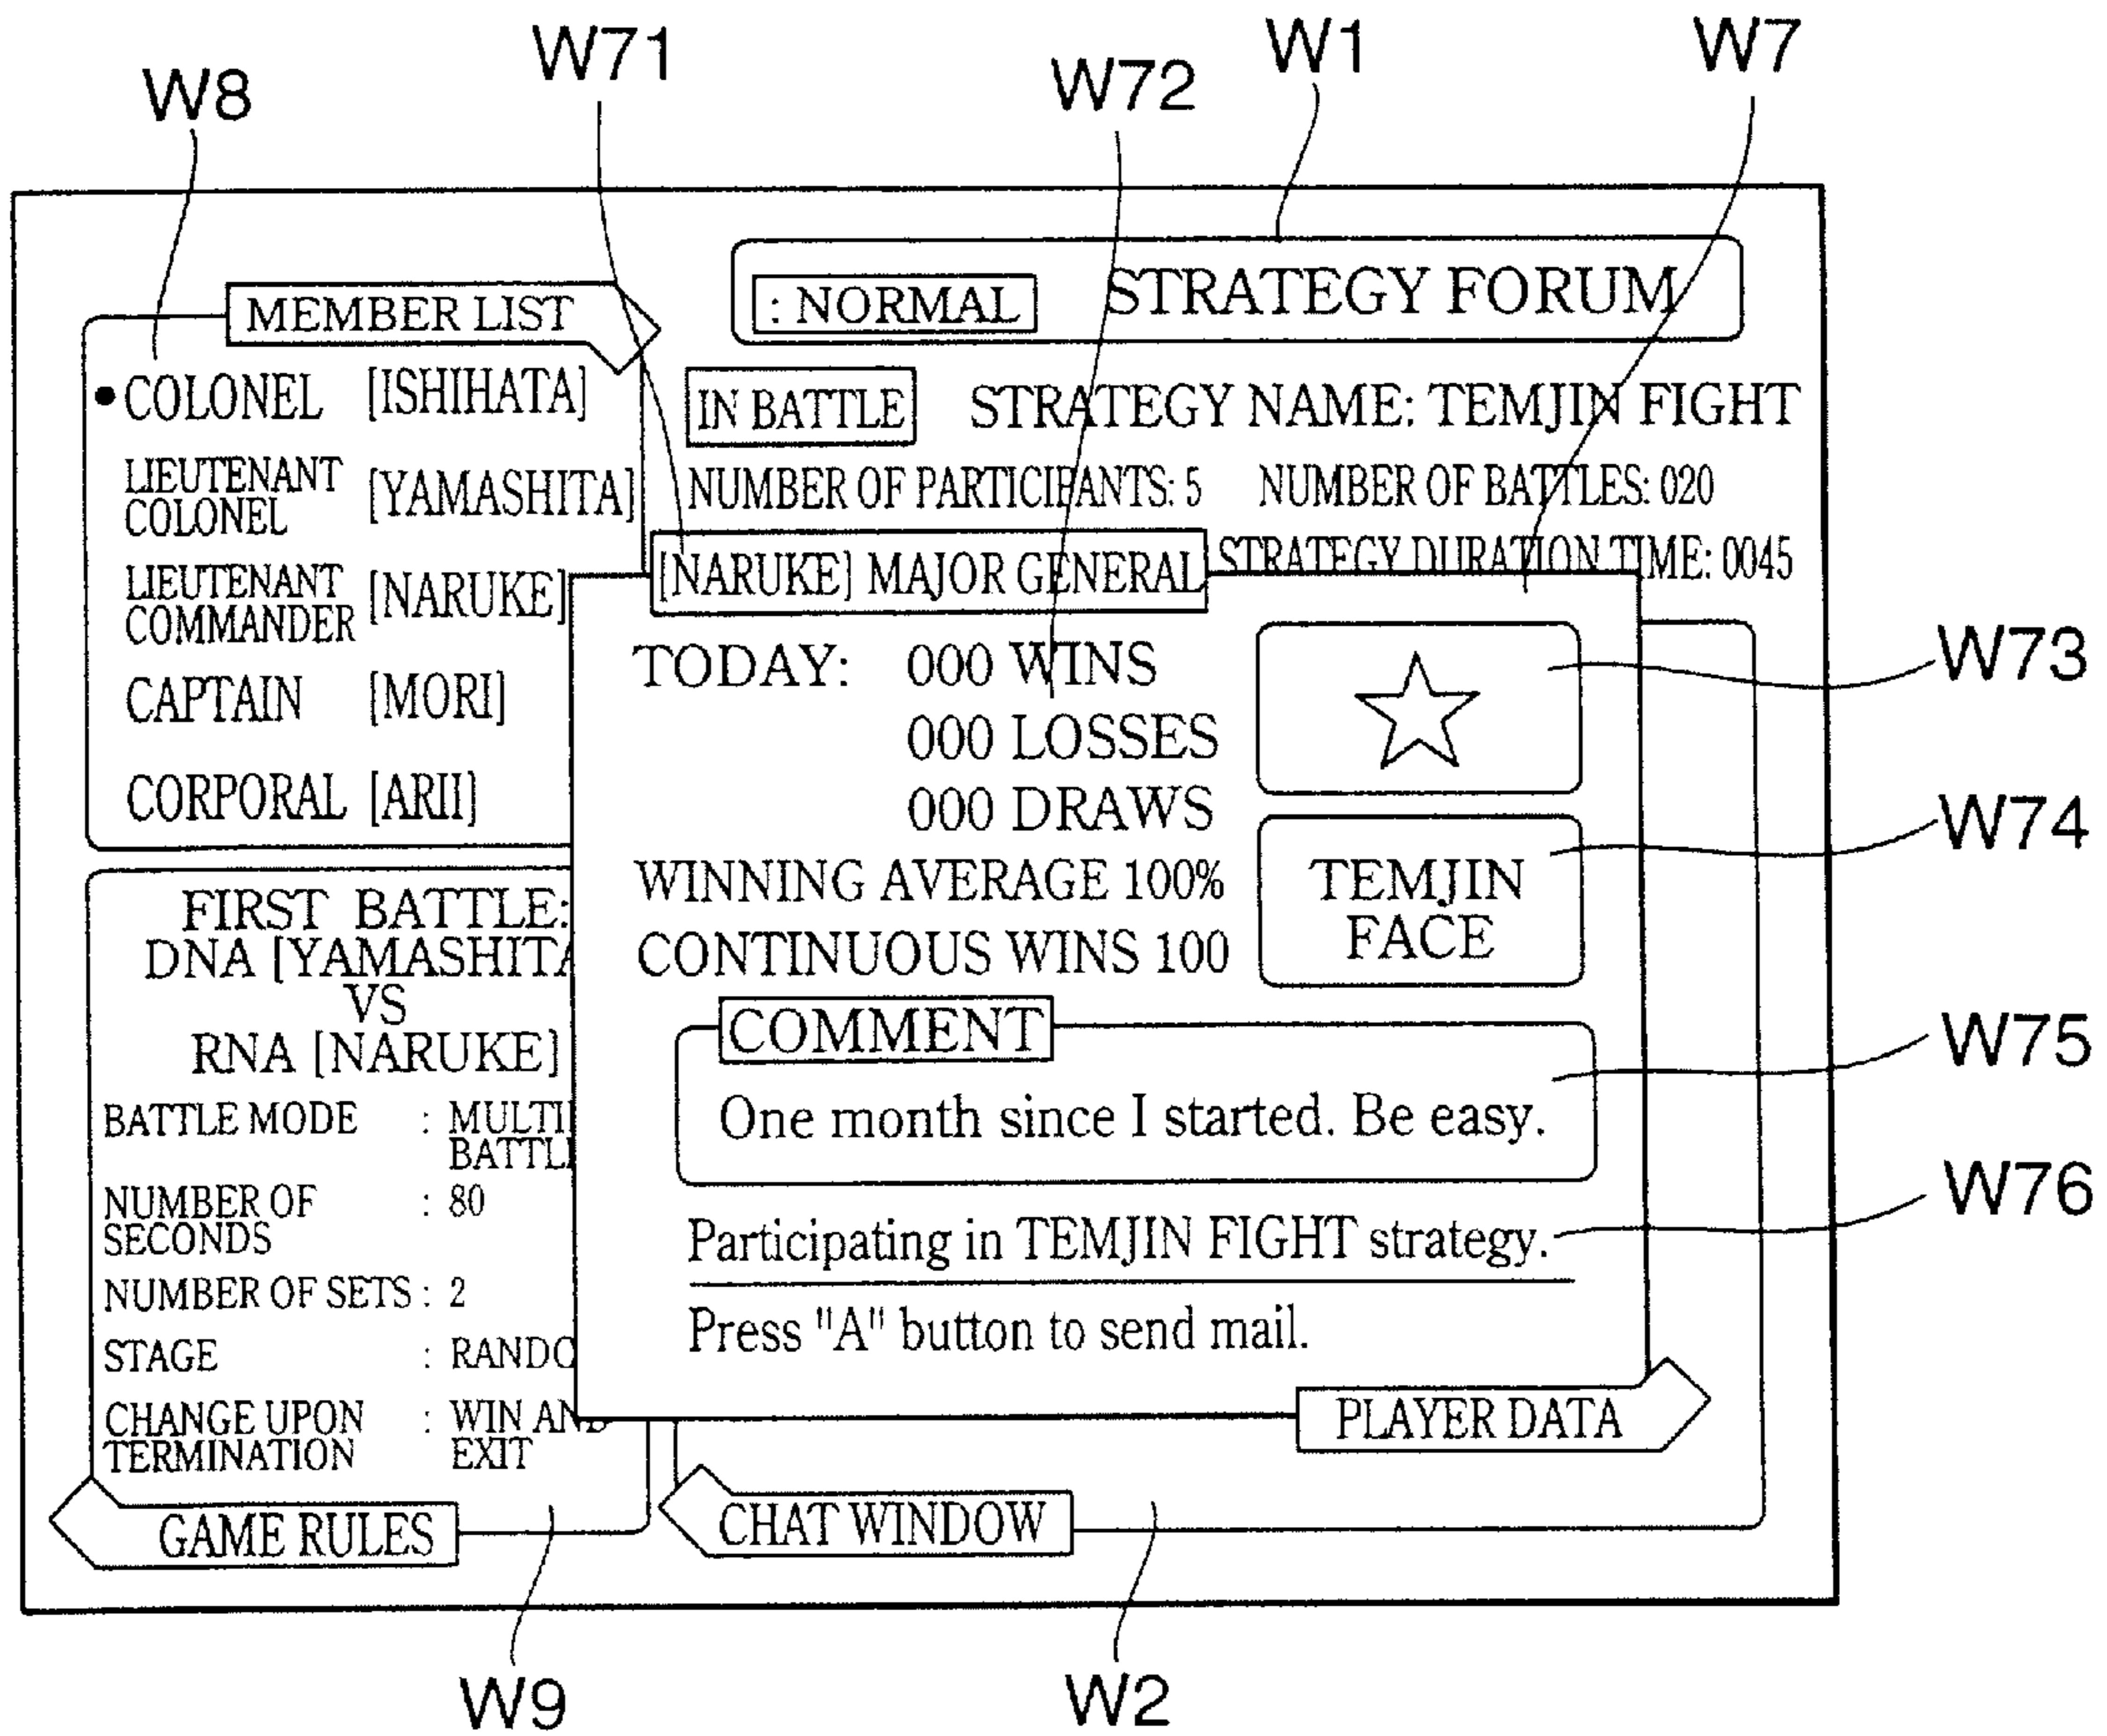 W8
W71
W72
W1
W7
MEMBER LIST
: NORMAL STRATEGY FORUM
• COLONEL [ISHIHATA]
LIEUTENANT
COLONEL [YAMASHITA]
LIEUTENANT
COMMANDER [NARUKE]
CAPTAIN [MORI]
CORPORAL [ARII]
IN BATTLE STRATEGY NAME: TEMJIN FIGHT
NUMBER OF PARTICIPANTS: 5 NUMBER OF BATTLES: 020
STRATEGY DURATION TIME: 0045
[NARUKE] MAJOR GENERAL
TODAY: 000 WINS
000 LOSSES
000 DRAWS
WINNING AVERAGE 100%
CONTINUOUS WINS 100
TEMJIN
FACE
COMMENT
One month since I started. Be easy.
Participating in TEMJIN FIGHT strategy.
Press "A" button to send mail.
PLAYER DATA
W73
W74
W75
W76
FIRST BATTLE:
DNA [YAMASHITA
VS
RNA [NARUKE]
BATTLE MODE : MULTI
BATTL
NUMBER OF
SECONDS : 80
NUMBER OF SETS : 2
STAGE : RANDO
CHANGE UPON
TERMINATION : WIN AND
EXIT
GAME RULES
CHAT WINDOW
W9
W2